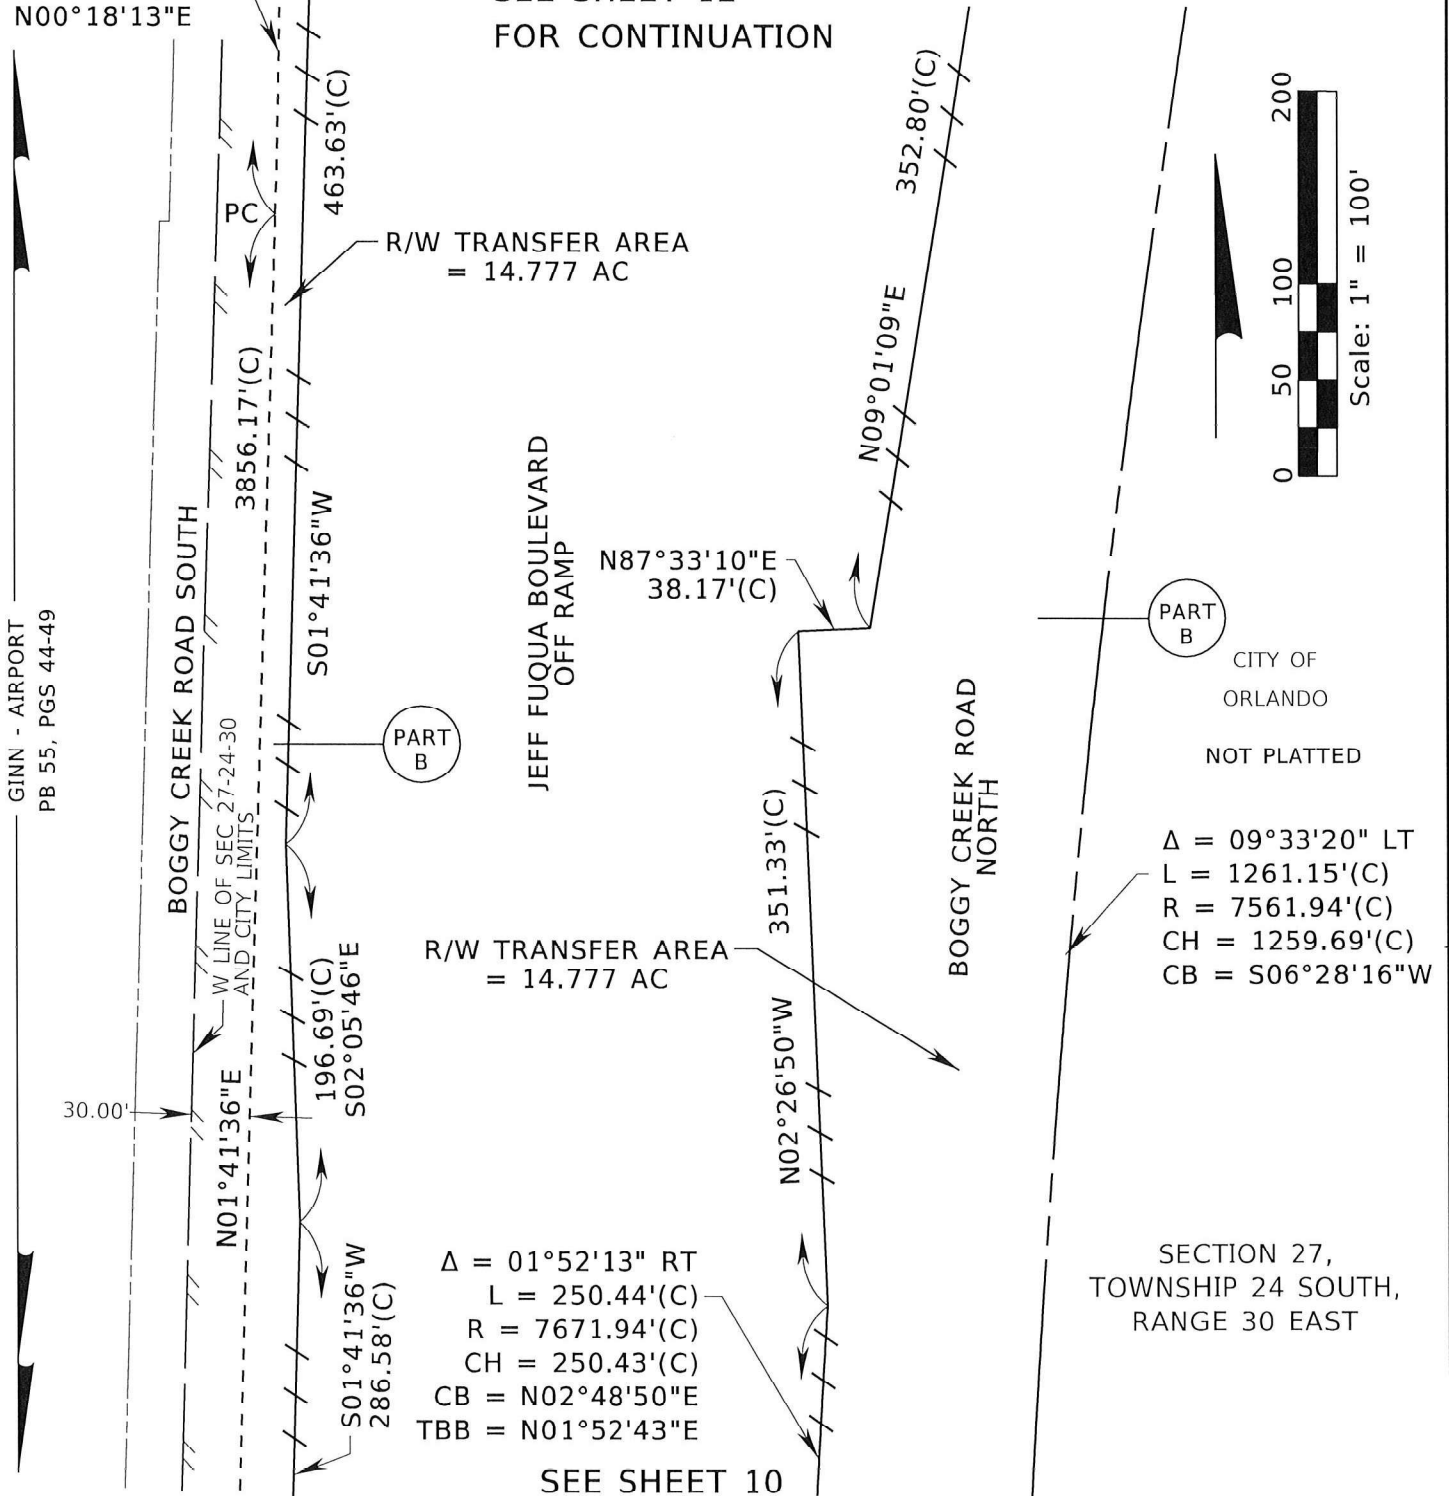 N00°18'13"E
FOR CONTINUATION
463.63'(C)
352.80'(C)
PC
R/W TRANSFER AREA
= 14.777 AC
200
100
50
0
Scale: 1" = 100'
3856.17'(C)
N09°01'09"E
S01°41'36"W
BOGGY CREEK ROAD SOUTH
JEFF FUQUA BOULEVARD
OFF RAMP
N87°33'10"E
38.17'(C)
PART
B
CITY OF
ORLANDO
NOT PLATTED
GINN - AIRPORT
PB 55, PGS 44-49
W LINE OF SEC 27-24-30
AND CITY LIMITS
PART
B
351.33'(C)
BOGGY CREEK ROAD
NORTH
Δ = 09°33'20" LT
L = 1261.15'(C)
R = 7561.94'(C)
CH = 1259.69'(C)
CB = S06°28'16"W
R/W TRANSFER AREA
= 14.777 AC
196.69'(C)
S02°05'46"E
N02°26'50"W
30.00'
N01°41'36"E
S01°41'36"W
286.58'(C)
Δ = 01°52'13" RT
L = 250.44'(C)
R = 7671.94'(C)
CH = 250.43'(C)
CB = N02°48'50"E
TBB = N01°52'43"E
SECTION 27,
TOWNSHIP 24 SOUTH,
RANGE 30 EAST
SEE SHEET 10